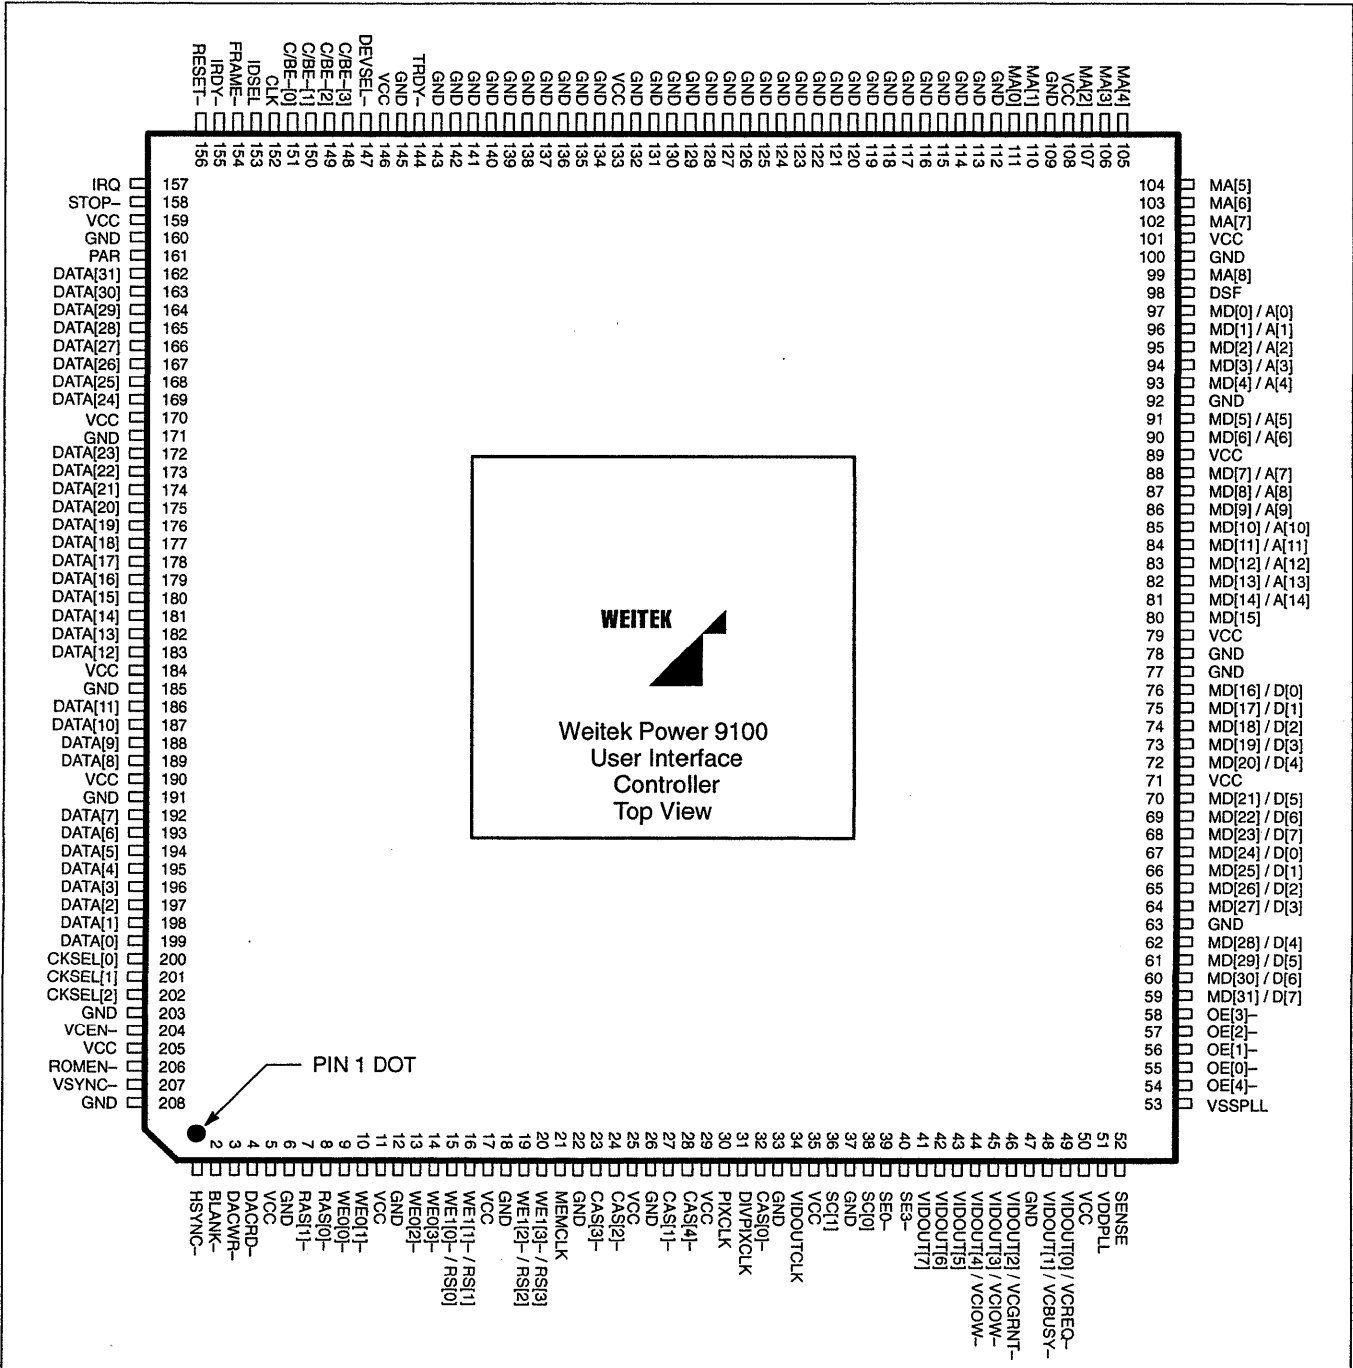 RESET– 156
IRDY– 155
FRAME– 154
IDSEL 153
CLK 152
C/BE–[0] 151
C/BE–[1] 150
C/BE–[2] 149
C/BE–[3] 148
DEVSEL– 147
VCC 146
GND 145
TRDY– 144
GND 143
GND 142
GND 141
GND 140
GND 139
GND 138
GND 137
GND 136
GND 135
GND 134
VCC 133
GND 132
GND 131
GND 130
GND 129
GND 128
GND 127
GND 126
GND 125
GND 124
GND 123
GND 122
GND 121
GND 120
GND 119
GND 118
GND 117
GND 116
GND 115
GND 114
GND 113
GND 112
MA[0] 111
MA[1] 110
GND 109
VCC 108
MA[2] 107
MA[3] 106
MA[4] 105
IRQ 157
STOP– 158
VCC 159
GND 160
PAR 161
DATA[31] 162
DATA[30] 163
DATA[29] 164
DATA[28] 165
DATA[27] 166
DATA[26] 167
DATA[25] 168
DATA[24] 169
VCC 170
GND 171
DATA[23] 172
DATA[22] 173
DATA[21] 174
DATA[20] 175
DATA[19] 176
DATA[18] 177
DATA[17] 178
DATA[16] 179
DATA[15] 180
DATA[14] 181
DATA[13] 182
DATA[12] 183
VCC 184
GND 185
DATA[11] 186
DATA[10] 187
DATA[9] 188
DATA[8] 189
VCC 190
GND 191
DATA[7] 192
DATA[6] 193
DATA[5] 194
DATA[4] 195
DATA[3] 196
DATA[2] 197
DATA[1] 198
DATA[0] 199
CKSEL[0] 200
CKSEL[1] 201
CKSEL[2] 202
GND 203
VCEN– 204
VCC 205
ROMEN– 206
VSYNC– 207
GND 208
WEITEK
Weitek Power 9100
User Interface
Controller
Top View
PIN 1 DOT
104 MA[5]
103 MA[6]
102 MA[7]
101 VCC
100 GND
99 MA[8]
98 DSF
97 MD[0] / A[0]
96 MD[1] / A[1]
95 MD[2] / A[2]
94 MD[3] / A[3]
93 MD[4] / A[4]
92 GND
91 MD[5] / A[5]
90 MD[6] / A[6]
89 VCC
88 MD[7] / A[7]
87 MD[8] / A[8]
86 MD[9] / A[9]
85 MD[10] / A[10]
84 MD[11] / A[11]
83 MD[12] / A[12]
82 MD[13] / A[13]
81 MD[14] / A[14]
80 MD[15]
79 VCC
78 GND
77 GND
76 MD[16] / D[0]
75 MD[17] / D[1]
74 MD[18] / D[2]
73 MD[19] / D[3]
72 MD[20] / D[4]
71 VCC
70 MD[21] / D[5]
69 MD[22] / D[6]
68 MD[23] / D[7]
67 MD[24] / D[0]
66 MD[25] / D[1]
65 MD[26] / D[2]
64 MD[27] / D[3]
63 GND
62 MD[28] / D[4]
61 MD[29] / D[5]
60 MD[30] / D[6]
59 MD[31] / D[7]
58 OE[3]–
57 OE[2]–
56 OE[1]–
55 OE[0]–
54 OE[4]–
53 VSSPLL
HSYNC–
2 BLANK–
3 DACWR–
4 DACRD–
5 VCC
6 GND
7 RAS[1]–
8 RAS[0]–
9 WE0[0]–
10 WE0[1]–
11 VCC
12 GND
13 WE0[2]–
14 WE0[3]–
15 WE1[0]– / RS[0]
16 WE1[1]– / RS[1]
17 VCC
18 GND
19 WE1[2]– / RS[2]
20 WE1[3]– / RS[3]
21 MEMCLK
22 GND
23 CAS[3]–
24 CAS[2]–
25 VCC
26 GND
27 CAS[1]–
28 CAS[4]–
29 VCC
30 PIXCLK
31 DIVPIXCLK
32 CAS[0]–
33 GND
34 VIDOUTCLK
35 VCC
36 SC[1]
37 GND
38 SC[0]
39 SE0–
40 SE3–
41 VIDOUT[7]
42 VIDOUT[6]
43 VIDOUT[5]
44 VIDOUT[4] / VCIOW–
45 VIDOUT[3] / VCIOW–
46 VIDOUT[2] / VCGRNT–
47 GND
48 VIDOUT[1] / VCBUSY–
49 VIDOUT[0] / VCREQ–
50 VCC
51 VDDPLL
52 SENSE